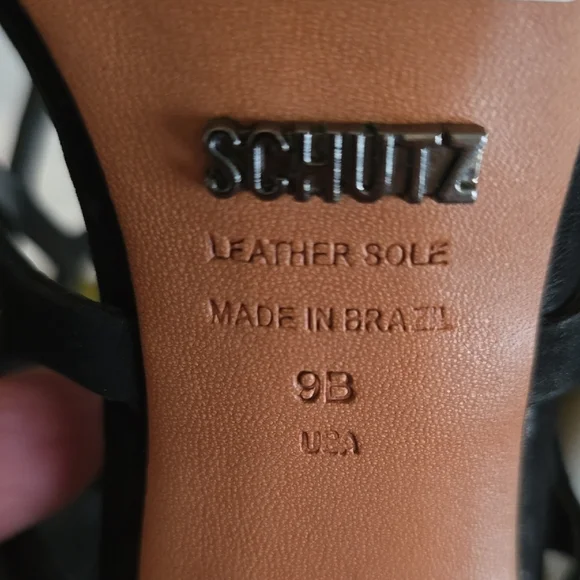 SCHUTZ
LEATHER SOLE
MADE IN BRAZIL
9B
USA